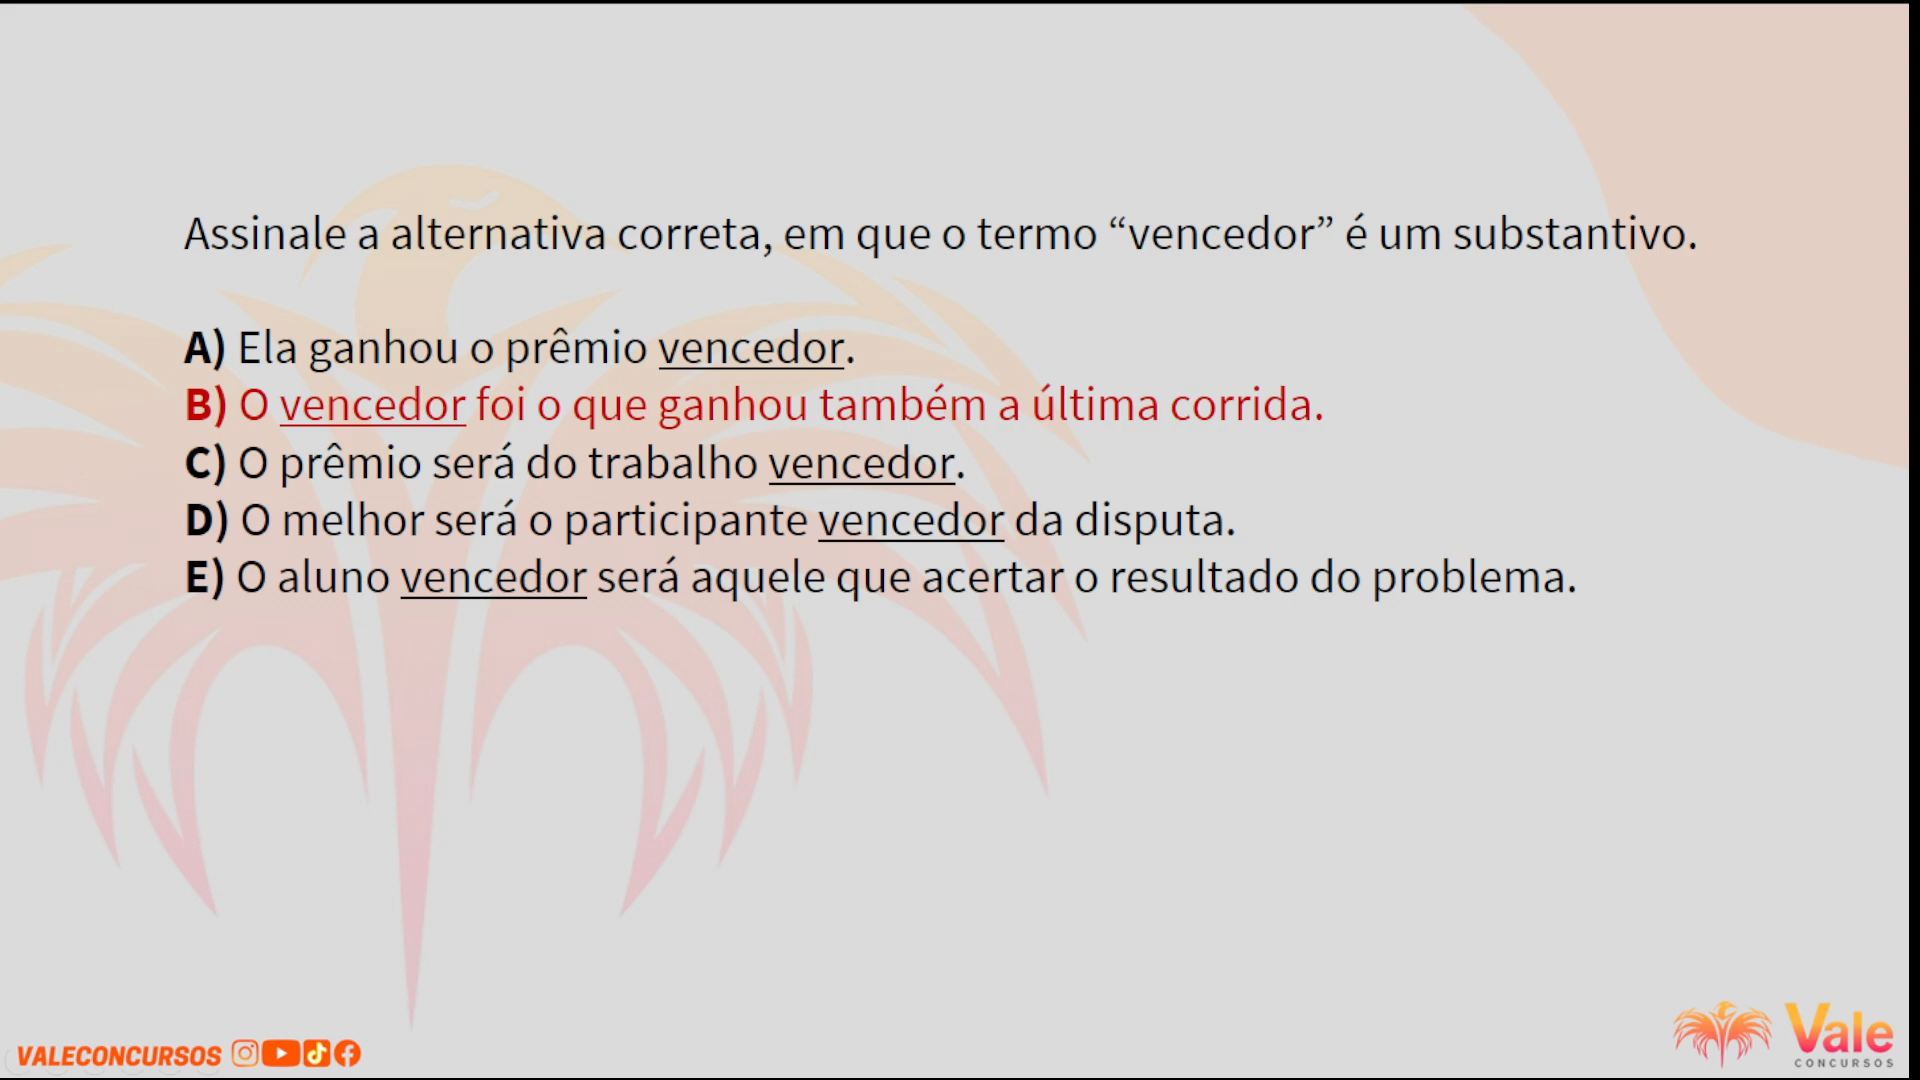 Assinale a alternativa correta, em que o termo “vencedor” é um substantivo.
A) Ela ganhou o prêmio vencedor.
B) O vencedor foi o que ganhou também a última corrida.
C) O prêmio será do trabalho vencedor.
D) O melhor será o participante vencedor da disputa.
E) O aluno vencedor será aquele que acertar o resultado do problema.
VALECONCURSOS
Vale
CONCURSOS